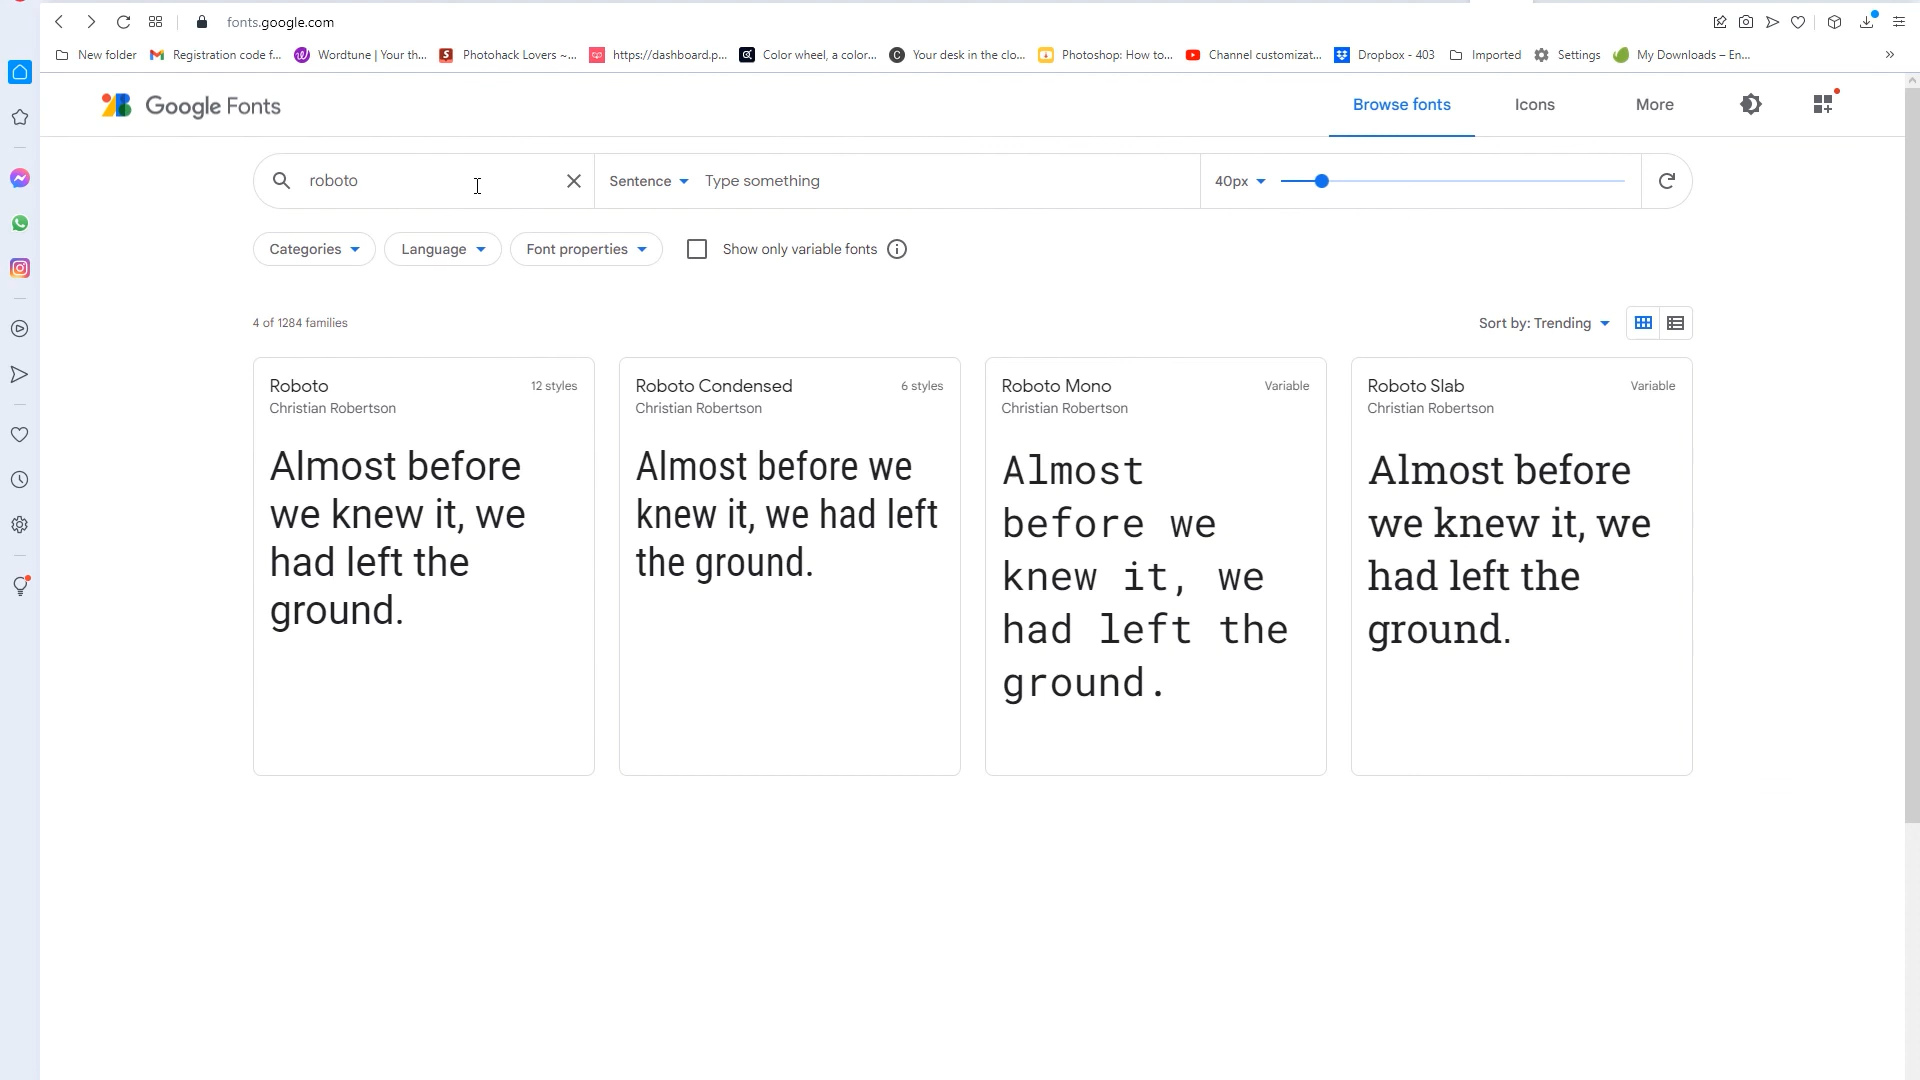 fonts.google.com
New folder
Registration code f...
Wordtune | Your th...
Photohack Lovers ~...
https://dashboard.p...
Color wheel, a color...
Your desk in the clo...
Photoshop: How to...
Channel customizat...
Dropbox - 403
Imported
Settings
My Downloads – En...
»
Google Fonts
Browse fonts
Icons
More
roboto
Sentence
Type something
40px
Categories
Language
Font properties
Show only variable fonts
4 of 1284 families
Sort by: Trending
Roboto
12 styles
Christian Robertson
Almost before
we knew it, we
had left the
ground.
Roboto Condensed
6 styles
Christian Robertson
Almost before we
knew it, we had left
the ground.
Roboto Mono
Variable
Christian Robertson
Almost
before we
knew it, we
had left the
ground.
Roboto Slab
Variable
Christian Robertson
Almost before
we knew it, we
had left the
ground.